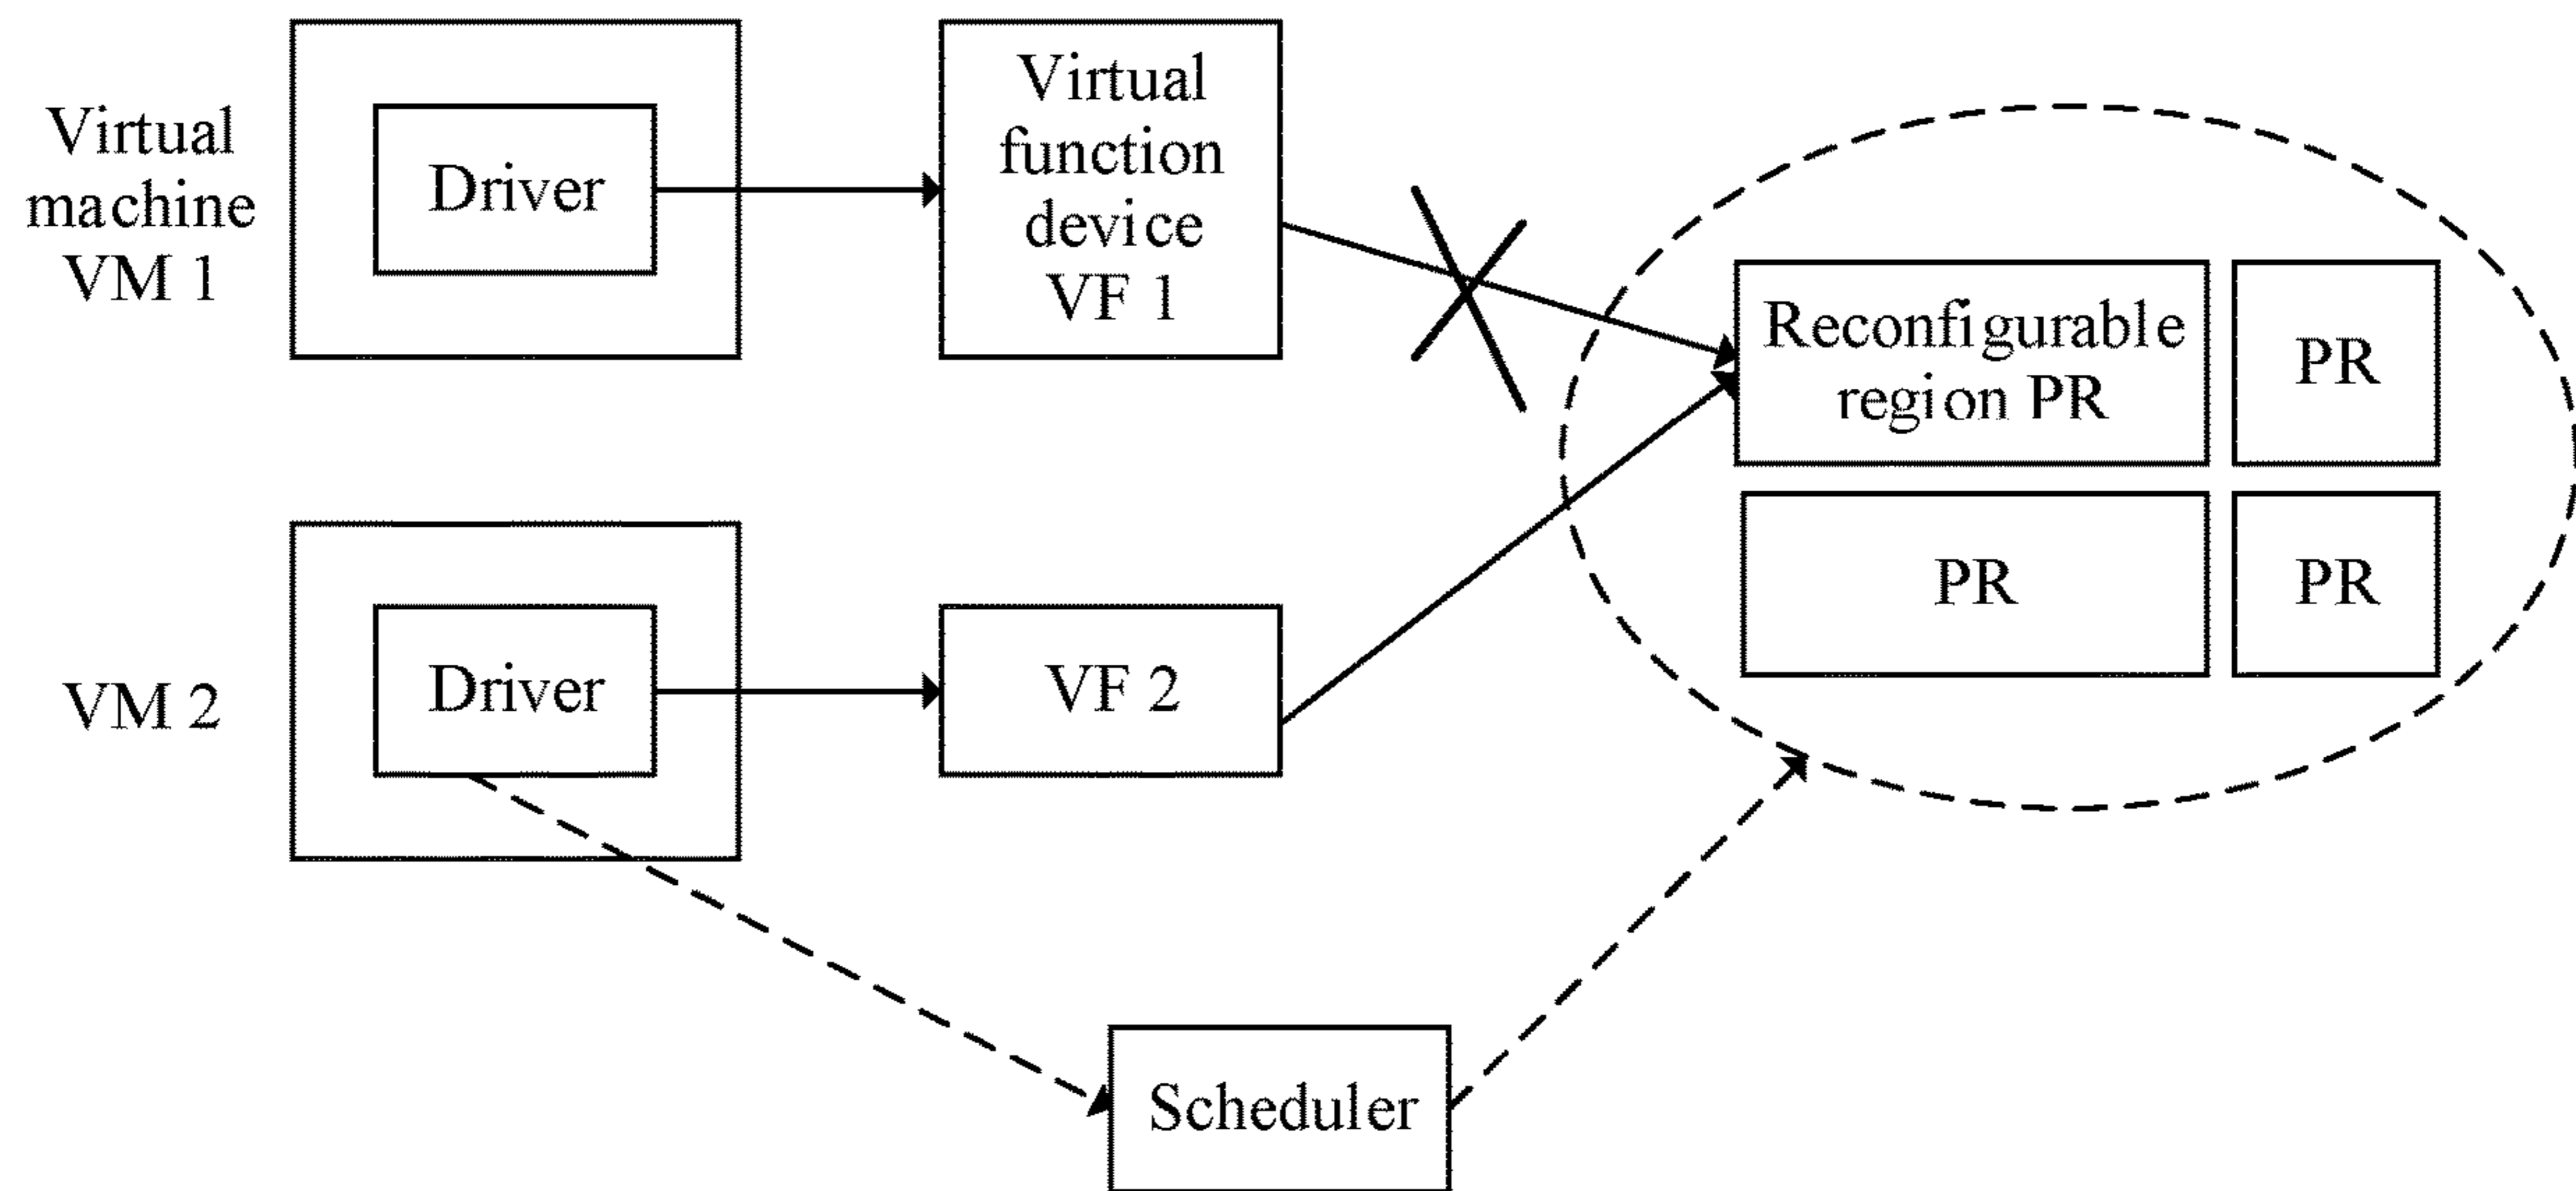 Virtual
machine
VM 1
Driver
Virtual
function
device
VF 1
Reconfigurable
region PR
PR
PR
PR
VM 2
Driver
VF 2
Scheduler